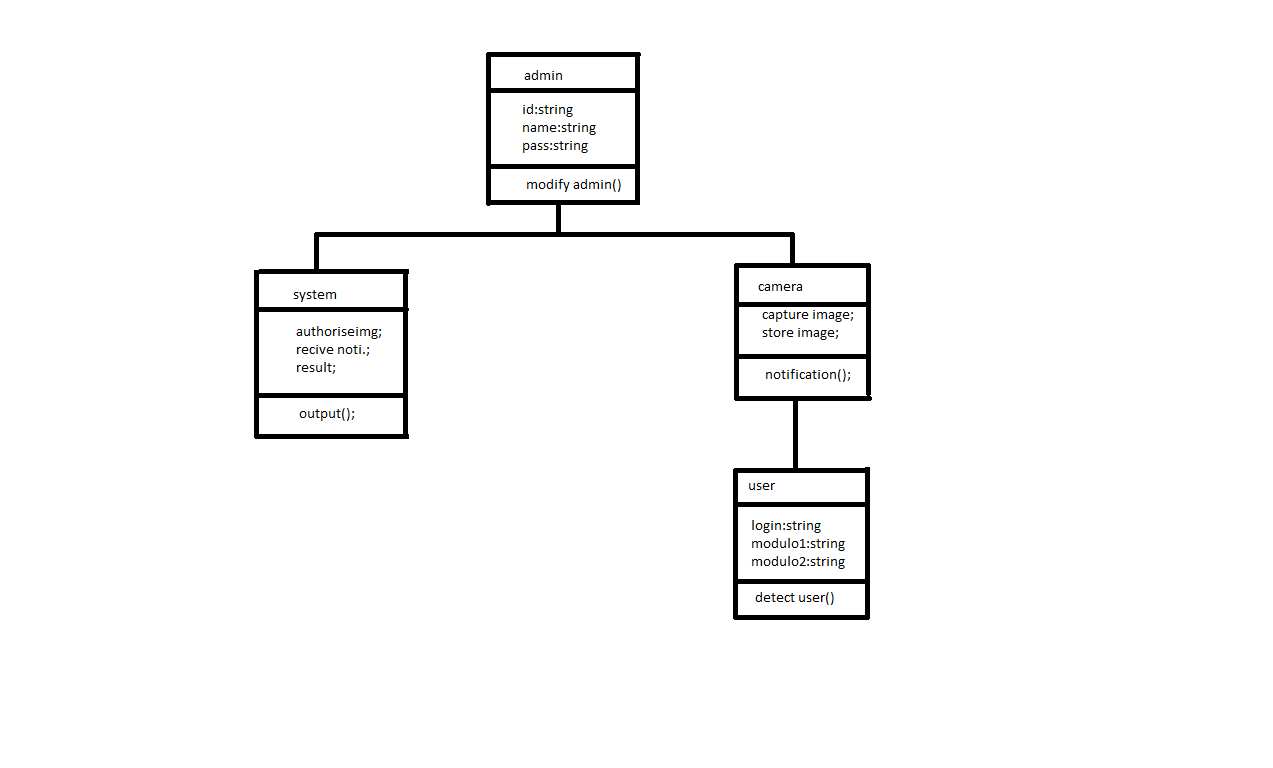 admin
id:string
name:string
pass:string
modify admin()
system
authoriseimg;
recive noti.;
result;
output();
camera
capture image;
store image;
notification();
user
login:string
modulo1:string
modulo2:string
detect user()